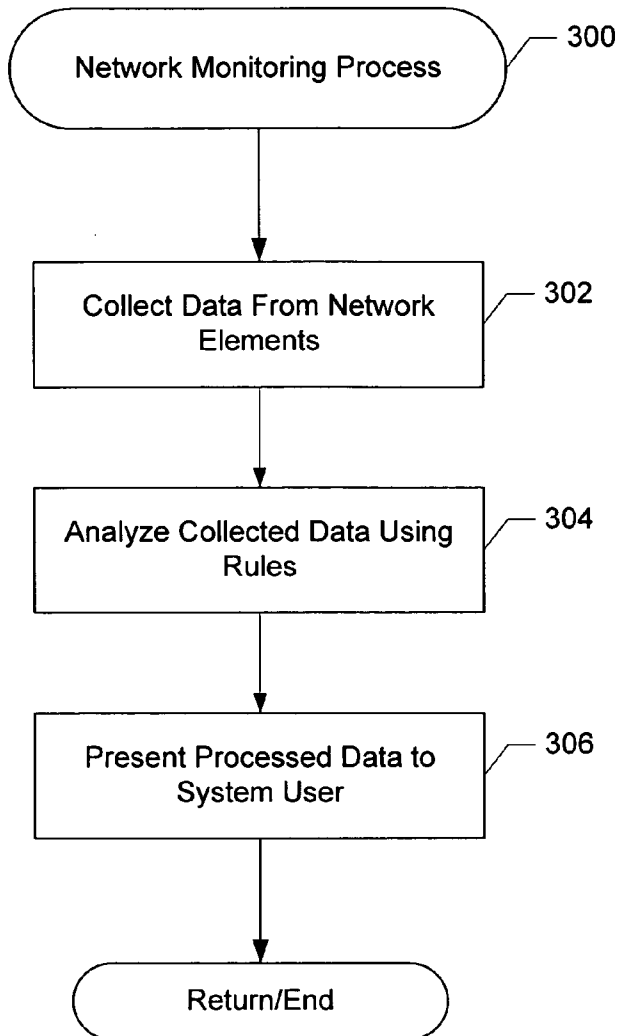 Network Monitoring Process
300
Collect Data From Network
Elements
302
Analyze Collected Data Using
Rules
304
Present Processed Data to
System User
306
Return/End